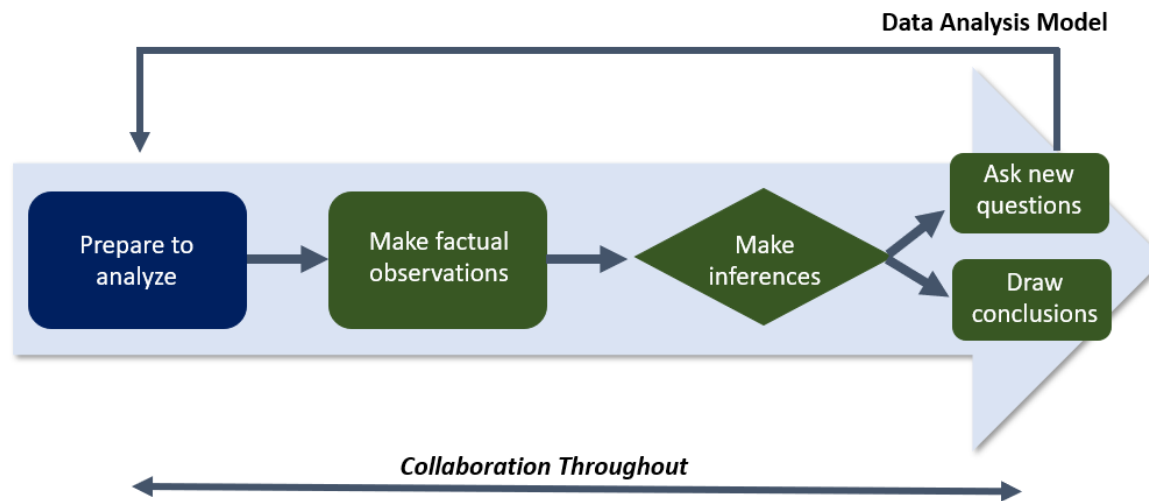 Data Analysis Model
Prepare to
analyze
Make factual
observations
Make
inferences
Ask new
questions
Draw
conclusions
Collaboration Throughout